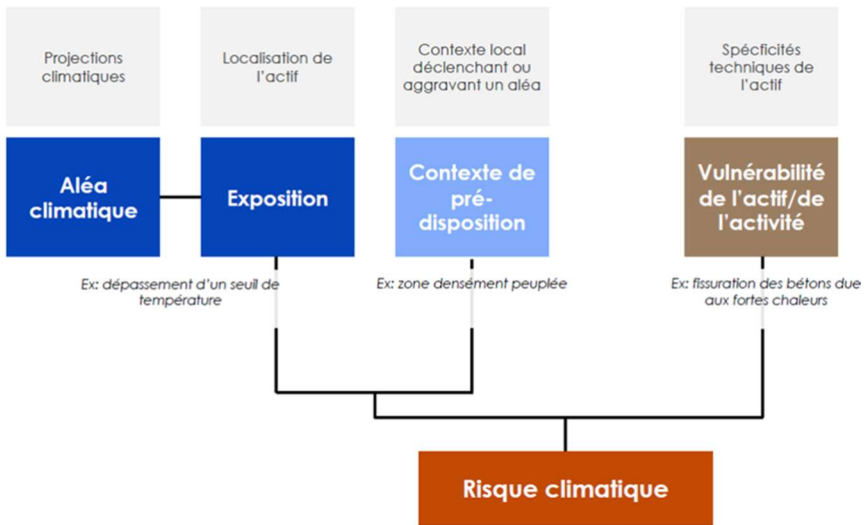 Projections
climatiques
Localisation de
l'actif
Contexte local
déclenchant ou
aggravant un aléa
Spécficités
techniques de
l'actif
Aléa
climatique
Exposition
Contexte de
pré-
disposition
Vulnérabilité
de l'actif/de
l'activité
Ex: dépassement d'un seuil de
température
Ex: zone densément peuplée
Ex: fissuration des bétons due
aux fortes chaleurs
Risque climatique